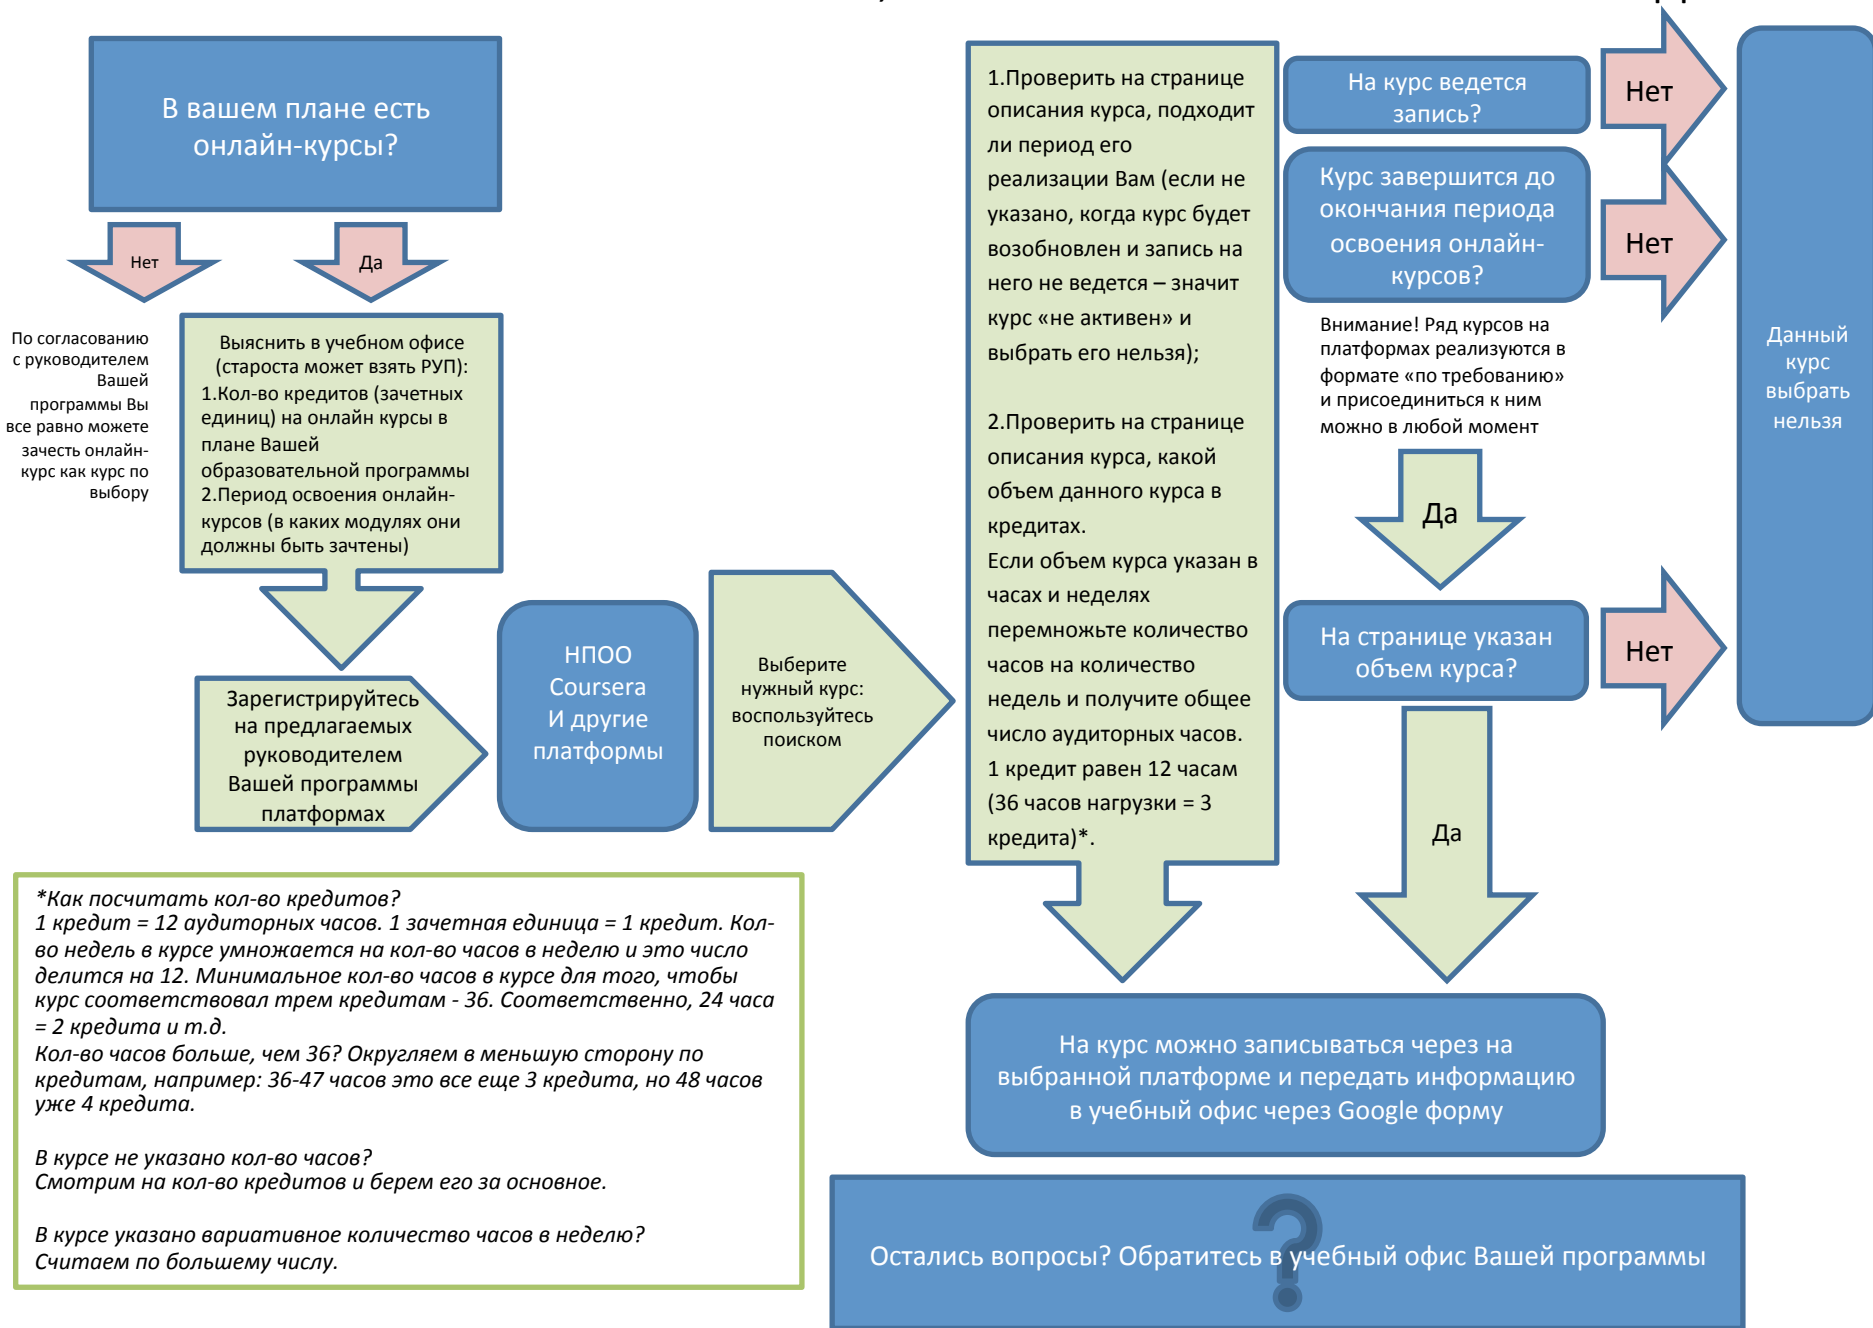 В вашем плане есть
онлайн-курсы?
Нет
Да
По согласованию
с руководителем
Вашей
программы Вы
все равно можете
зачесть онлайн-
курс как курс по
выбору
Выяснить в учебном офисе
(староста может взять РУП):
1.Кол-во кредитов (зачетных
единиц) на онлайн курсы в
плане Вашей
образовательной программы
2.Период освоения онлайн-
курсов (в каких модулях они
должны быть зачтены)
Зарегистрируйтесь
на предлагаемых
руководителем
Вашей программы
платформах
НПОО
Coursera
И другие
платформы
Выберите
нужный курс:
воспользуйтесь
поиском
1.Проверить на странице
описания курса, подходит
ли период его
реализации Вам (если не
указано, когда курс будет
возобновлен и запись на
него не ведется – значит
курс «не активен» и
выбрать его нельзя);
2.Проверить на странице
описания курса, какой
объем данного курса в
кредитах.
Если объем курса указан в
часах и неделях
перемножьте количество
часов на количество
недель и получите общее
число аудиторных часов.
1 кредит равен 12 часам
(36 часов нагрузки = 3
кредита)*.
На курс ведется
запись?
Нет
Курс завершится до
окончания периода
освоения онлайн-
курсов?
Нет
Внимание! Ряд курсов на
платформах реализуются в
формате «по требованию»
и присоединиться к ним
можно в любой момент
Да
На странице указан
объем курса?
Нет
Да
Данный
курс
выбрать
нельзя
На курс можно записываться через на
выбранной платформе и передать информацию
в учебный офис через Google форму
*Как посчитать кол-во кредитов?
1 кредит = 12 аудиторных часов. 1 зачетная единица = 1 кредит. Кол-
во недель в курсе умножается на кол-во часов в неделю и это число
делится на 12. Минимальное кол-во часов в курсе для того, чтобы
курс соответствовал трем кредитам - 36. Соответственно, 24 часа
= 2 кредита и т.д.
Кол-во часов больше, чем 36? Округляем в меньшую сторону по
кредитам, например: 36-47 часов это все еще 3 кредита, но 48 часов
уже 4 кредита.
В курсе не указано кол-во часов?
Смотрим на кол-во кредитов и берем его за основное.
В курсе указано вариативное количество часов в неделю?
Считаем по большему числу.
?
Остались вопросы? Обратитесь в учебный офис Вашей программы